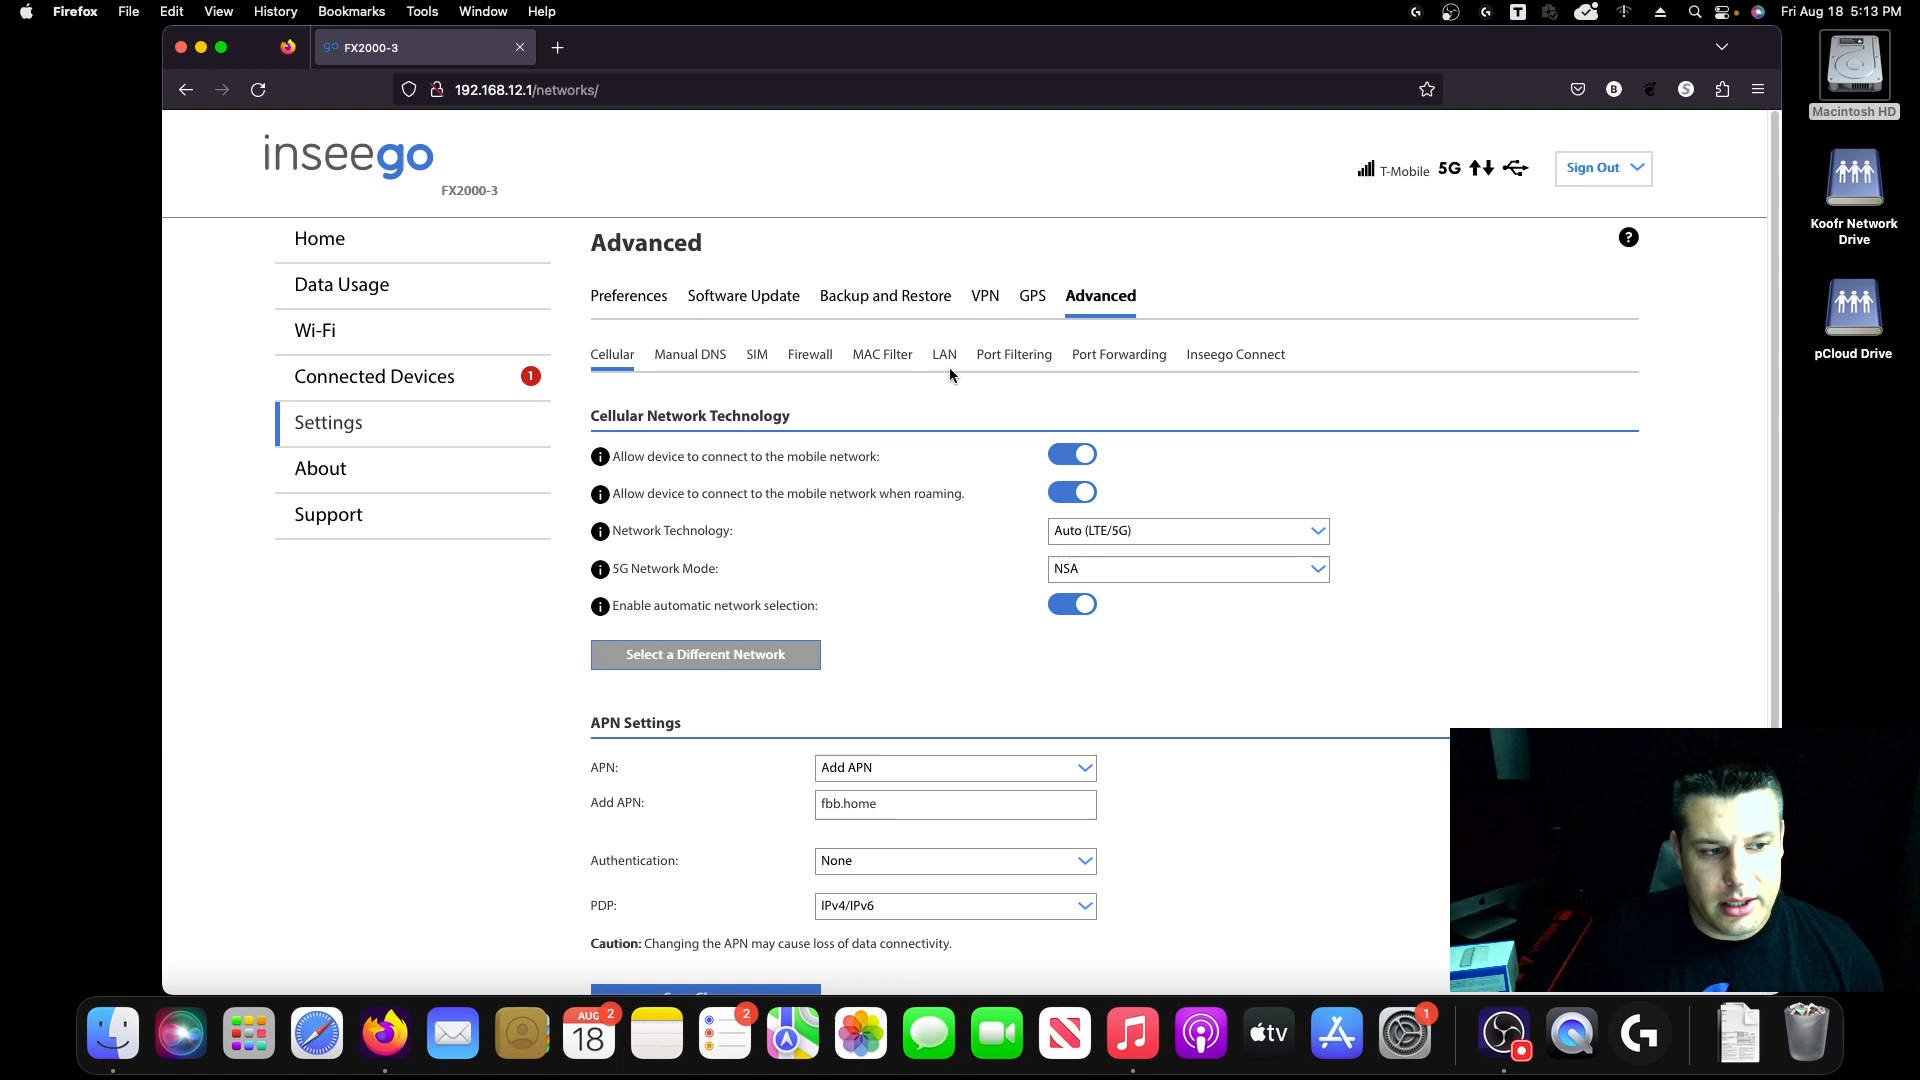 Firefox File Edit View History Bookmarks Tools Window Help
Fri Aug 18 5:13 PM
go FX2000-3
192.168.12.1/networks/
Macintosh HD
Koofr Network
Drive
pCloud Drive
inseego
FX2000-3
T-Mobile 5G
Sign Out
Home
Data Usage
Wi-Fi
Connected Devices 1
Settings
About
Support
Advanced
?
Preferences Software Update Backup and Restore VPN GPS Advanced
Cellular Manual DNS SIM Firewall MAC Filter LAN Port Filtering Port Forwarding Inseego Connect
Cellular Network Technology
i Allow device to connect to the mobile network:
i Allow device to connect to the mobile network when roaming.
i Network Technology: Auto (LTE/5G)
i 5G Network Mode: NSA
i Enable automatic network selection:
Select a Different Network
APN Settings
APN: Add APN
Add APN: fbb.home
Authentication: None
PDP: IPv4/IPv6
Caution: Changing the APN may cause loss of data connectivity.
AUG 2
18
2
tv
1